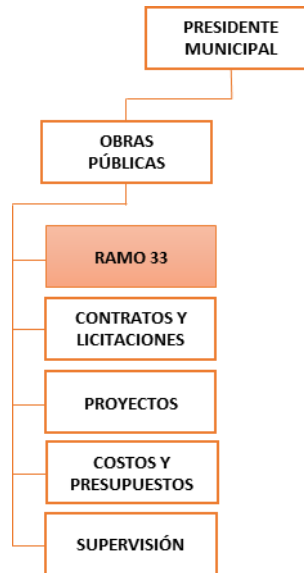 PRESIDENTE
MUNICIPAL
OBRAS
PÚBLICAS
RAMO 33
CONTRATOS Y
LICITACIONES
PROYECTOS
COSTOS Y
PRESUPUESTOS
SUPERVISIÓN